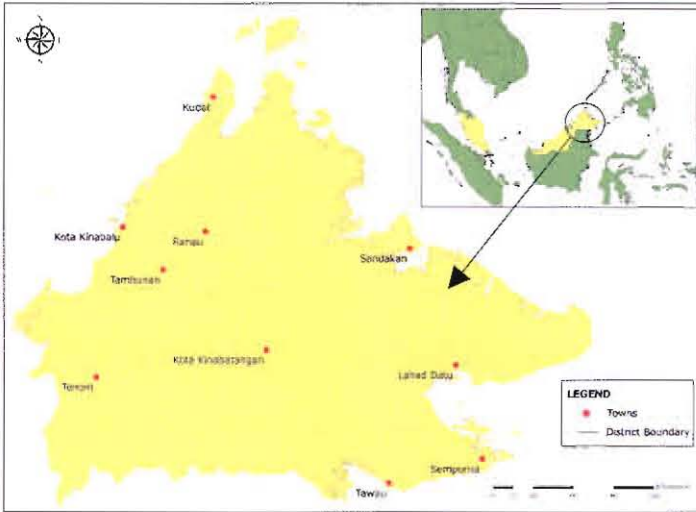 Kudat
Kota Kinabalu
Ranau
Sandakan
Tambunan
Kota Kinabatangan
Lahad Datu
Tenom
LEGEND
Towns
District Boundary
Semporna
Tawau